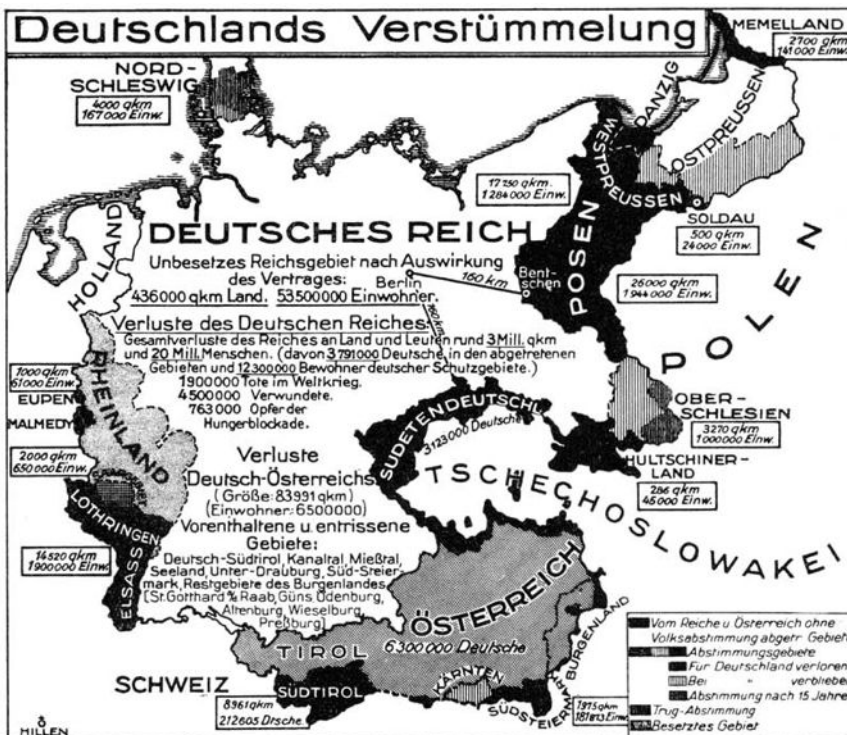 Deutschlands Verstümmelung
MEMELLAND
2700 qkm
141000 Einw.
NORD-
SCHLESWIG
4000 qkm
167000 Einw.
DANZIG
WESTPREUSSEN
OSTPREUSSEN
17250 qkm.
1284000 Einw.
SOLDAU
500 qkm
24000 Einw.
HOLLAND
DEUTSCHES REICH
Unbesetzes Reichsgebiet nach Auswirkung
des Vertrages:
Berlin
160 km
Bent-
schen
POSEN
436000 qkm Land. 53500000 Einwohner.
26000 qkm
1944000 Einw.
POLEN
Verluste des Deutschen Reiches:
Gesamtverluste des Reiches an Land und Leuten rund 3 Mill. qkm
und 20 Mill. Menschen. (davon 3791000 Deutsche, in den abgetretenen
Gebieten und 12300000 Bewohner deutscher Schutzgebiete.)
1900000 Tote im Weltkrieg.
4500000 Verwundete.
763000 Opfer der
Hungerblockade.
1000 qkm
61000 Einw.
EUPEN
MALMEDY
RHEINLAND
OBER-
SCHLESIEN
3270 qkm
1000000 Einw.
SUDETENDEUTSCHL.
3123000 Deutsche
HULTSCHINER-
LAND
286 qkm
45000 Einw.
TSCHECHOSLOWAKEI
2000 qkm
650000 Einw.
LOTHRINGEN
ELSASS
14520 qkm
1900000 Einw.
Verluste
Deutsch-Österreichs
(Größe: 83991 qkm)
(Einwohner: 6500000)
Vorenthaltene u. entrissene
Gebiete:
Deutsch-Südtirol, Kanaltal, Mießtal,
Seeland, Unter-Drauburg, Süd-Steier-
mark, Restgebiete des Burgenlandes
[St. Gotthard a/ Raab, Güns, Ödenburg,
Altenburg, Wieselburg,
Preßburg]
ÖSTERREICH
6300000 Deutsche
TIROL
BURGENLAND
SCHWEIZ
SÜDTIROL
KÄRNTEN
SÜDSTEIERMARK
8961 qkm
212605 Dtsche.
HILLEN
Vom Reiche u Österreich ohne
Volksabstimmung abgetr Gebiete
Abstimmungsgebiete
Für Deutschland verloren
Bei " verblieben
Abstimmung nach 15 Jahre
Trug-Abstimmung
Besetztes Gebiet